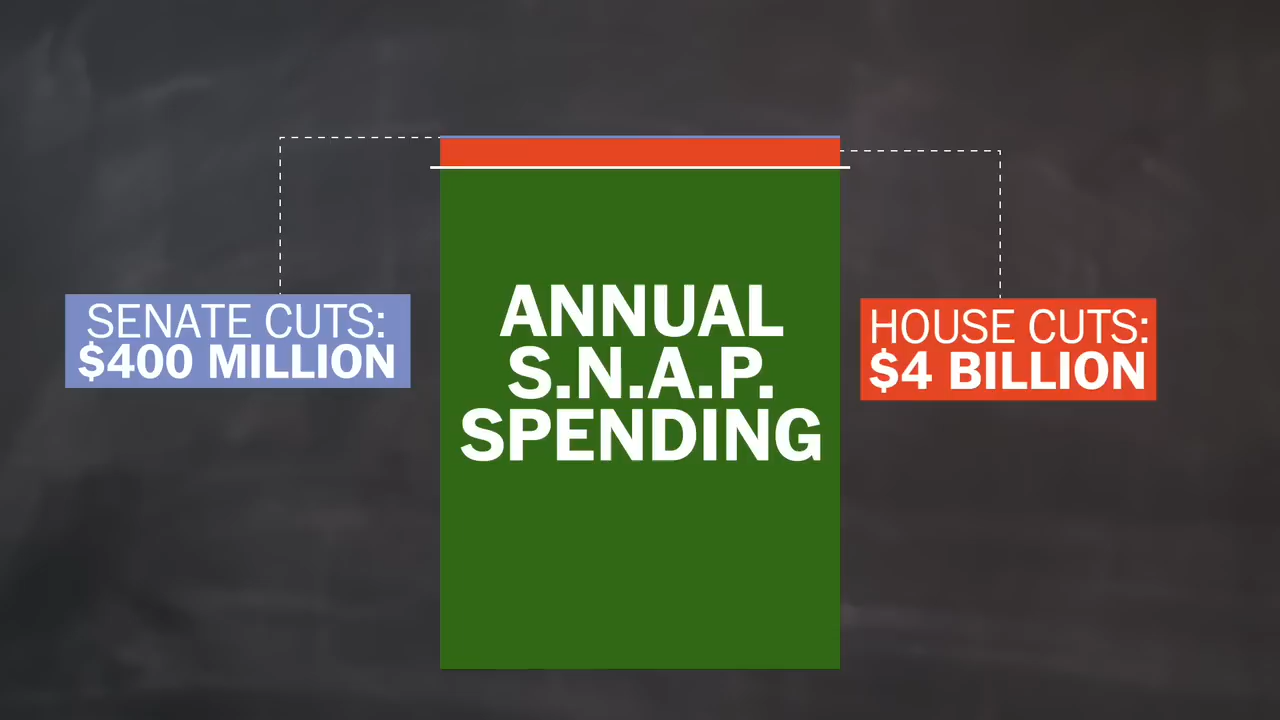 SENATE CUTS:
$400 MILLION
ANNUAL
S.N.A.P.
SPENDING
HOUSE CUTS:
$4 BILLION